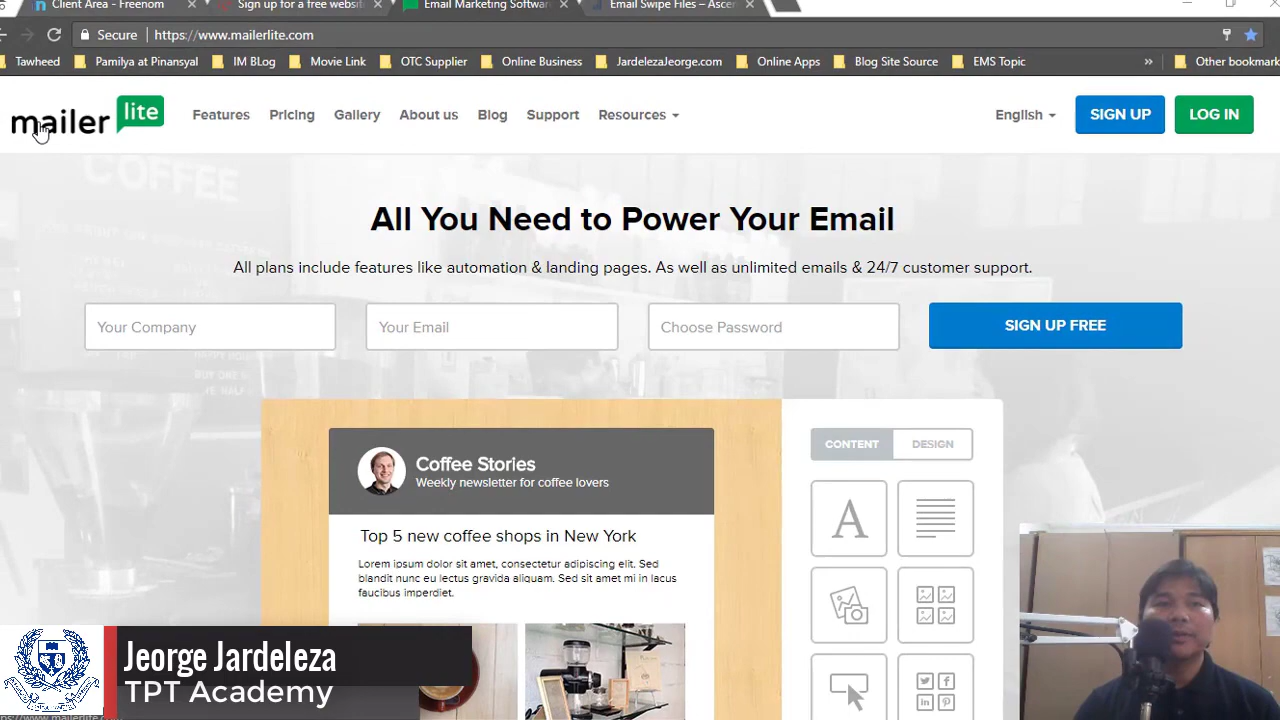 Client Area – Freenom
Sign up for a free websit
Email Marketing Softwar
Email Swipe Files – Ascen
Secure
https://www.mailerlite.com
Tawheed
Pamilya at Pinansyal
IM BLog
Movie Link
OTC Supplier
Online Business
JardelezaJeorge.com
Online Apps
Blog Site Source
EMS Topic
»
Other bookmark
mailer lite
Features
Pricing
Gallery
About us
Blog
Support
Resources
English
SIGN UP
LOG IN
COFFEE
All You Need to Power Your Email
All plans include features like automation & landing pages. As well as unlimited emails & 24/7 customer support.
Your Company
Your Email
Choose Password
SIGN UP FREE
Coffee Stories
Weekly newsletter for coffee lovers
CONTENT
DESIGN
Top 5 new coffee shops in New York
Lorem ipsum dolor sit amet, consectetur adipiscing elit. Sed
blandit nunc eu lectus gravida aliquam. Sed sit amet mi in lacus
faucibus imperdiet.
A
Jeorge Jardeleza
TPT Academy